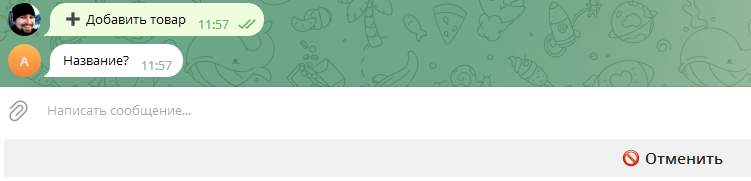 ➕ Добавить товар 11:57
А
Название? 11:57
Написать сообщение...
🚫 Отменить